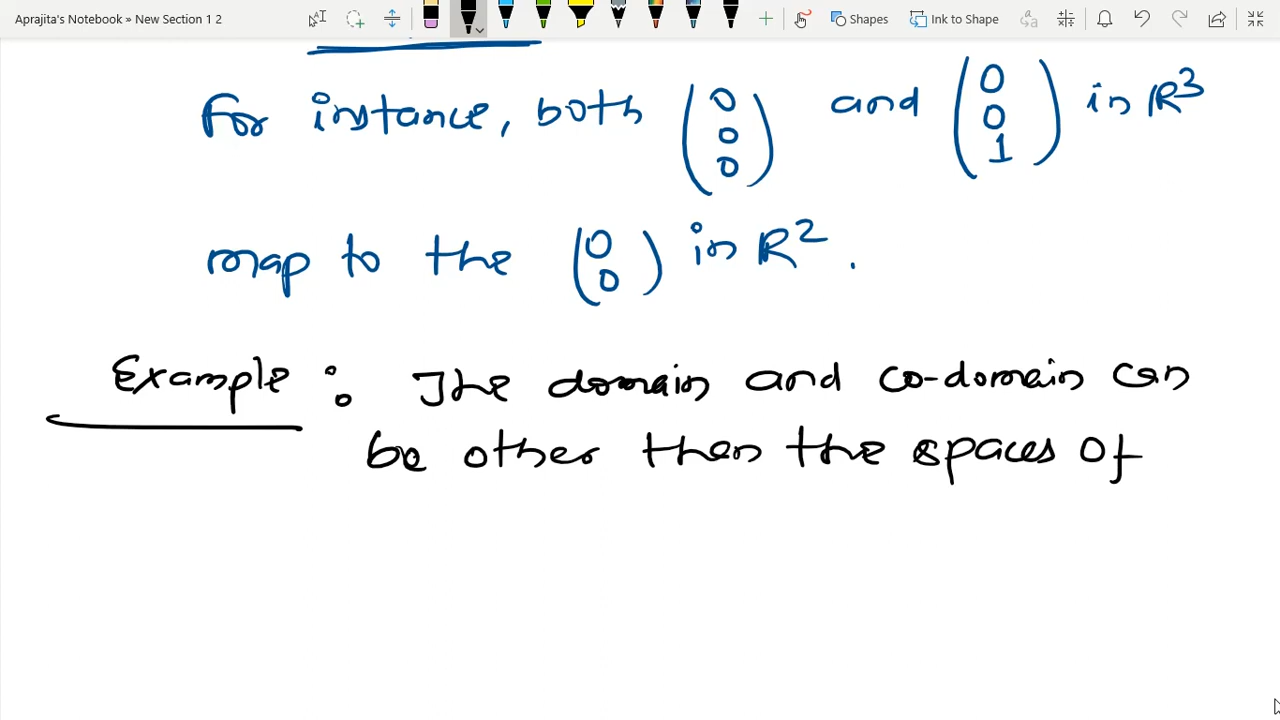 Aprajita's Notebook » New Section 1 2
Shapes
Ink to Shape
For instance, both (0 0 0) and (0 0 1) in R³
map to the (0 0) in R².
Example : The domain and co-domain can
be other then the spaces of